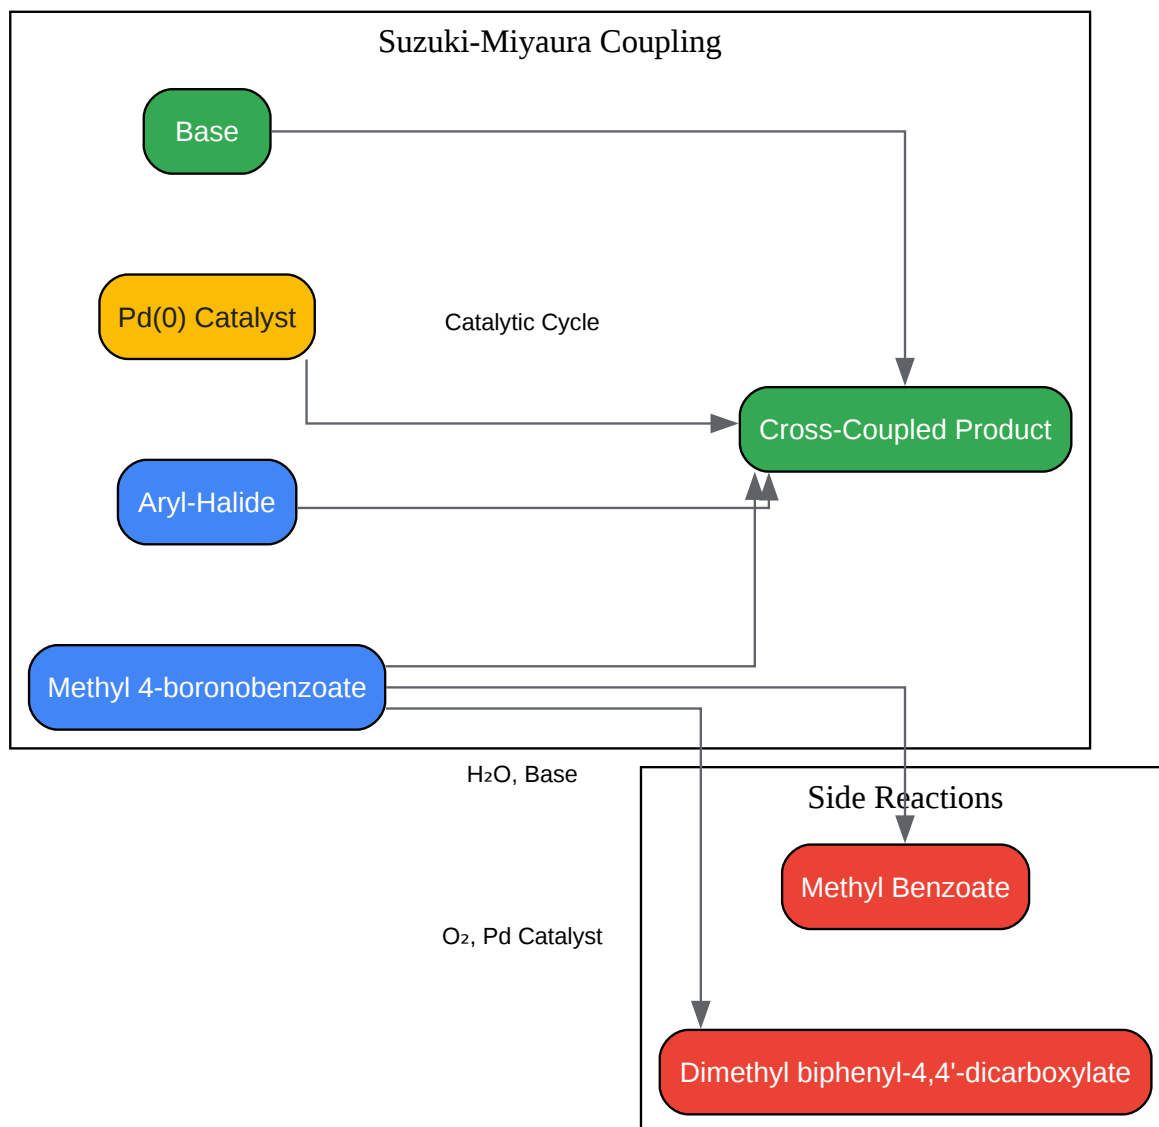 Suzuki-Miyaura Coupling
Base
Pd(0) Catalyst
Catalytic Cycle
Cross-Coupled Product
Aryl-Halide
Methyl 4-boronobenzoate
H₂O, Base
Side Reactions
Methyl Benzoate
O₂, Pd Catalyst
Dimethyl biphenyl-4,4'-dicarboxylate